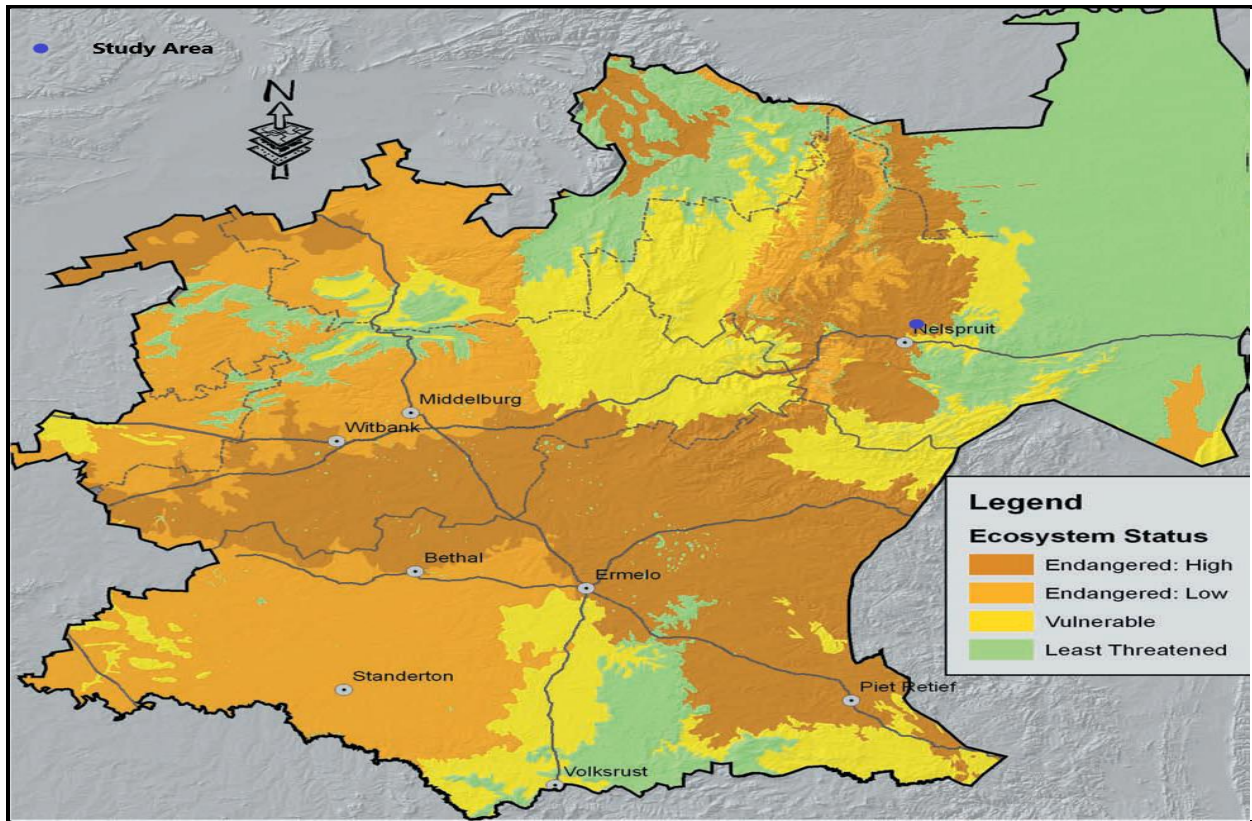 Study Area
N
Nelspruit
Middelburg
Witbank
Bethal
Ermelo
Standerton
Piet Retief
Volksrust
Legend
Ecosystem Status
Endangered: High
Endangered: Low
Vulnerable
Least Threatened